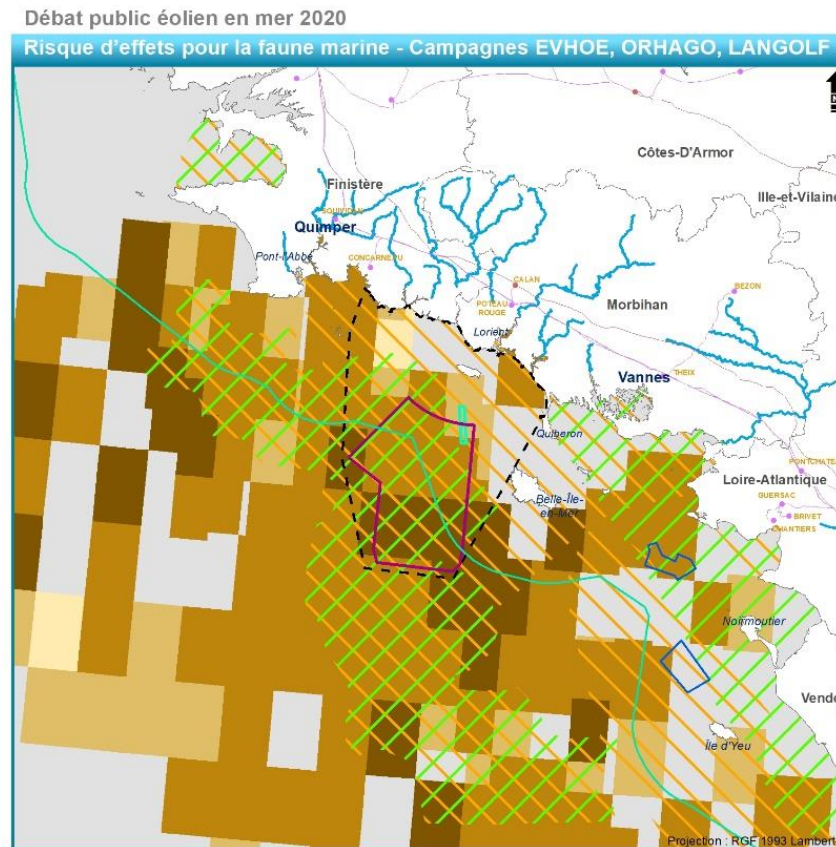 Débat public éolien en mer 2020
Risque d'effets pour la faune marine - Campagnes EVHOE, ORHAGO, LANGOLF
Côtes-D'Armor
Finistère
Ille-et-Vilaine
Quimper
Pont-l'Abbé
CONCARNEAU
CALAN
BEZON
POTEAU
ROUGE
Morbihan
Lorient
Vannes
THEIX
Quiberon
PONTCHATEA
Loire-Atlantique
Belle-Île-
en-Mer
GUERSAC
BRIVET
CHANTIERS
Noirmoutier
Vende
Île d'Yeu
Projection : RGF 1993 Lambert